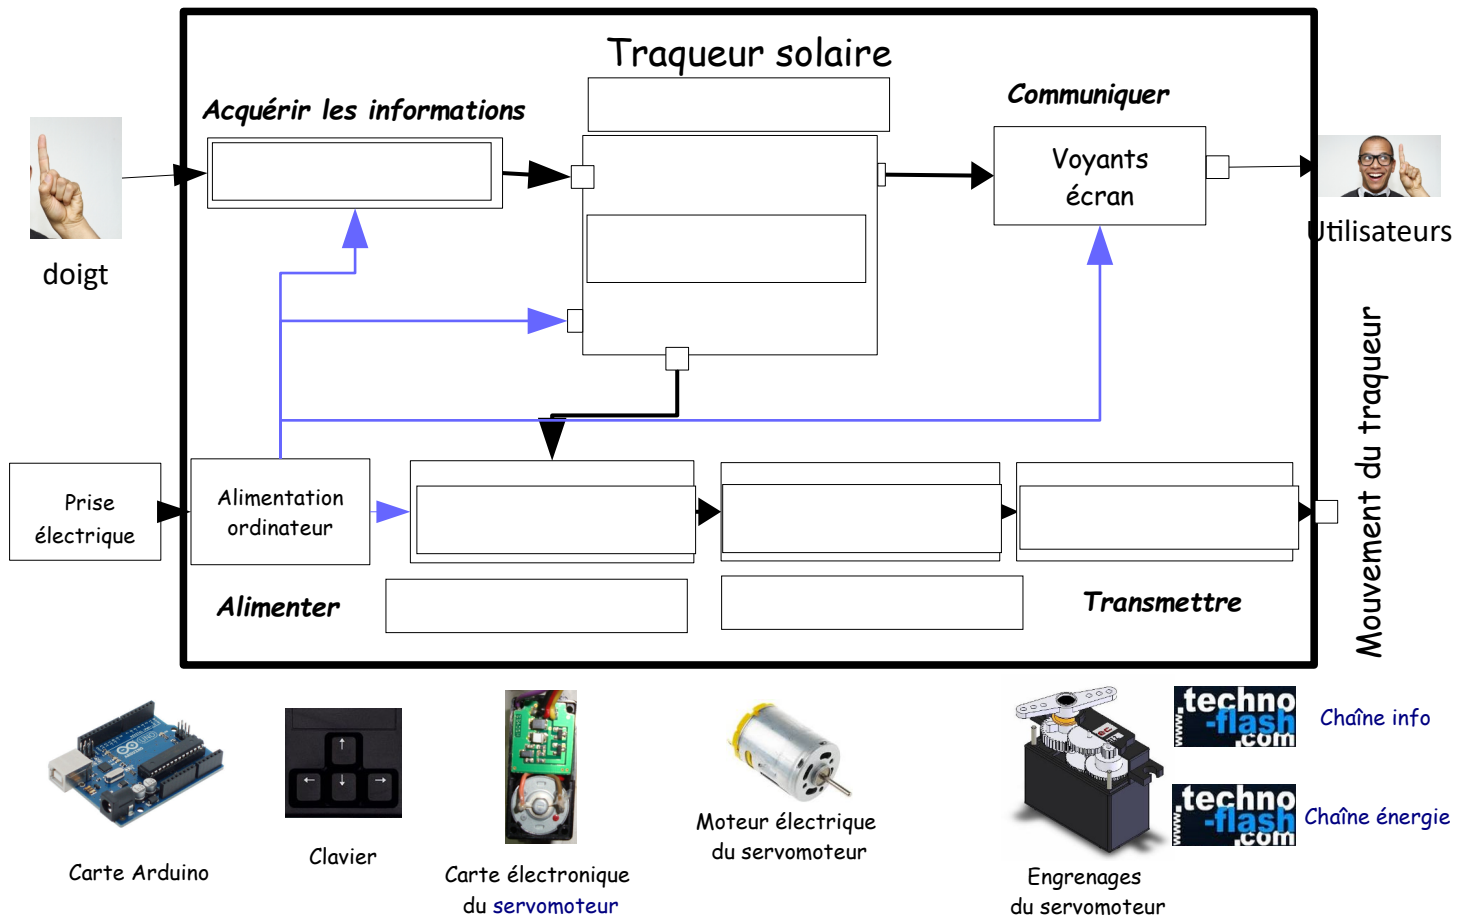 Traqueur solaire
Acquérir les informations
Communiquer
Voyants
écran
doigt
Utilisateurs
Mouvement du traqueur
Prise
électrique
Alimentation
ordinateur
Alimenter
Transmettre
Carte Arduino
Clavier
Carte électronique
du servomoteur
Moteur électrique
du servomoteur
Engrenages
du servomoteur
www.techno
-flash
.com
Chaîne info
www.techno
-flash
.com
Chaîne énergie